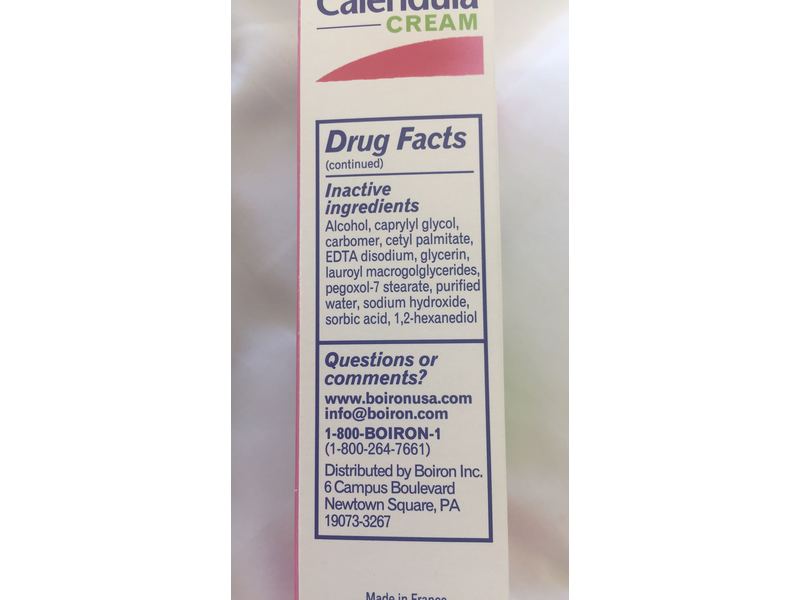 Calendula
CREAM
Drug Facts
(continued)
Inactive
ingredients
Alcohol, caprylyl glycol,
carbomer, cetyl palmitate,
EDTA disodium, glycerin,
lauroyl macrogolglycerides,
pegoxol-7 stearate, purified
water, sodium hydroxide,
sorbic acid, 1,2-hexanediol
Questions or
comments?
www.boironusa.com
info@boiron.com
1-800-BOIRON-1
(1-800-264-7661)
Distributed by Boiron Inc.
6 Campus Boulevard
Newtown Square, PA
19073-3267
Made in France